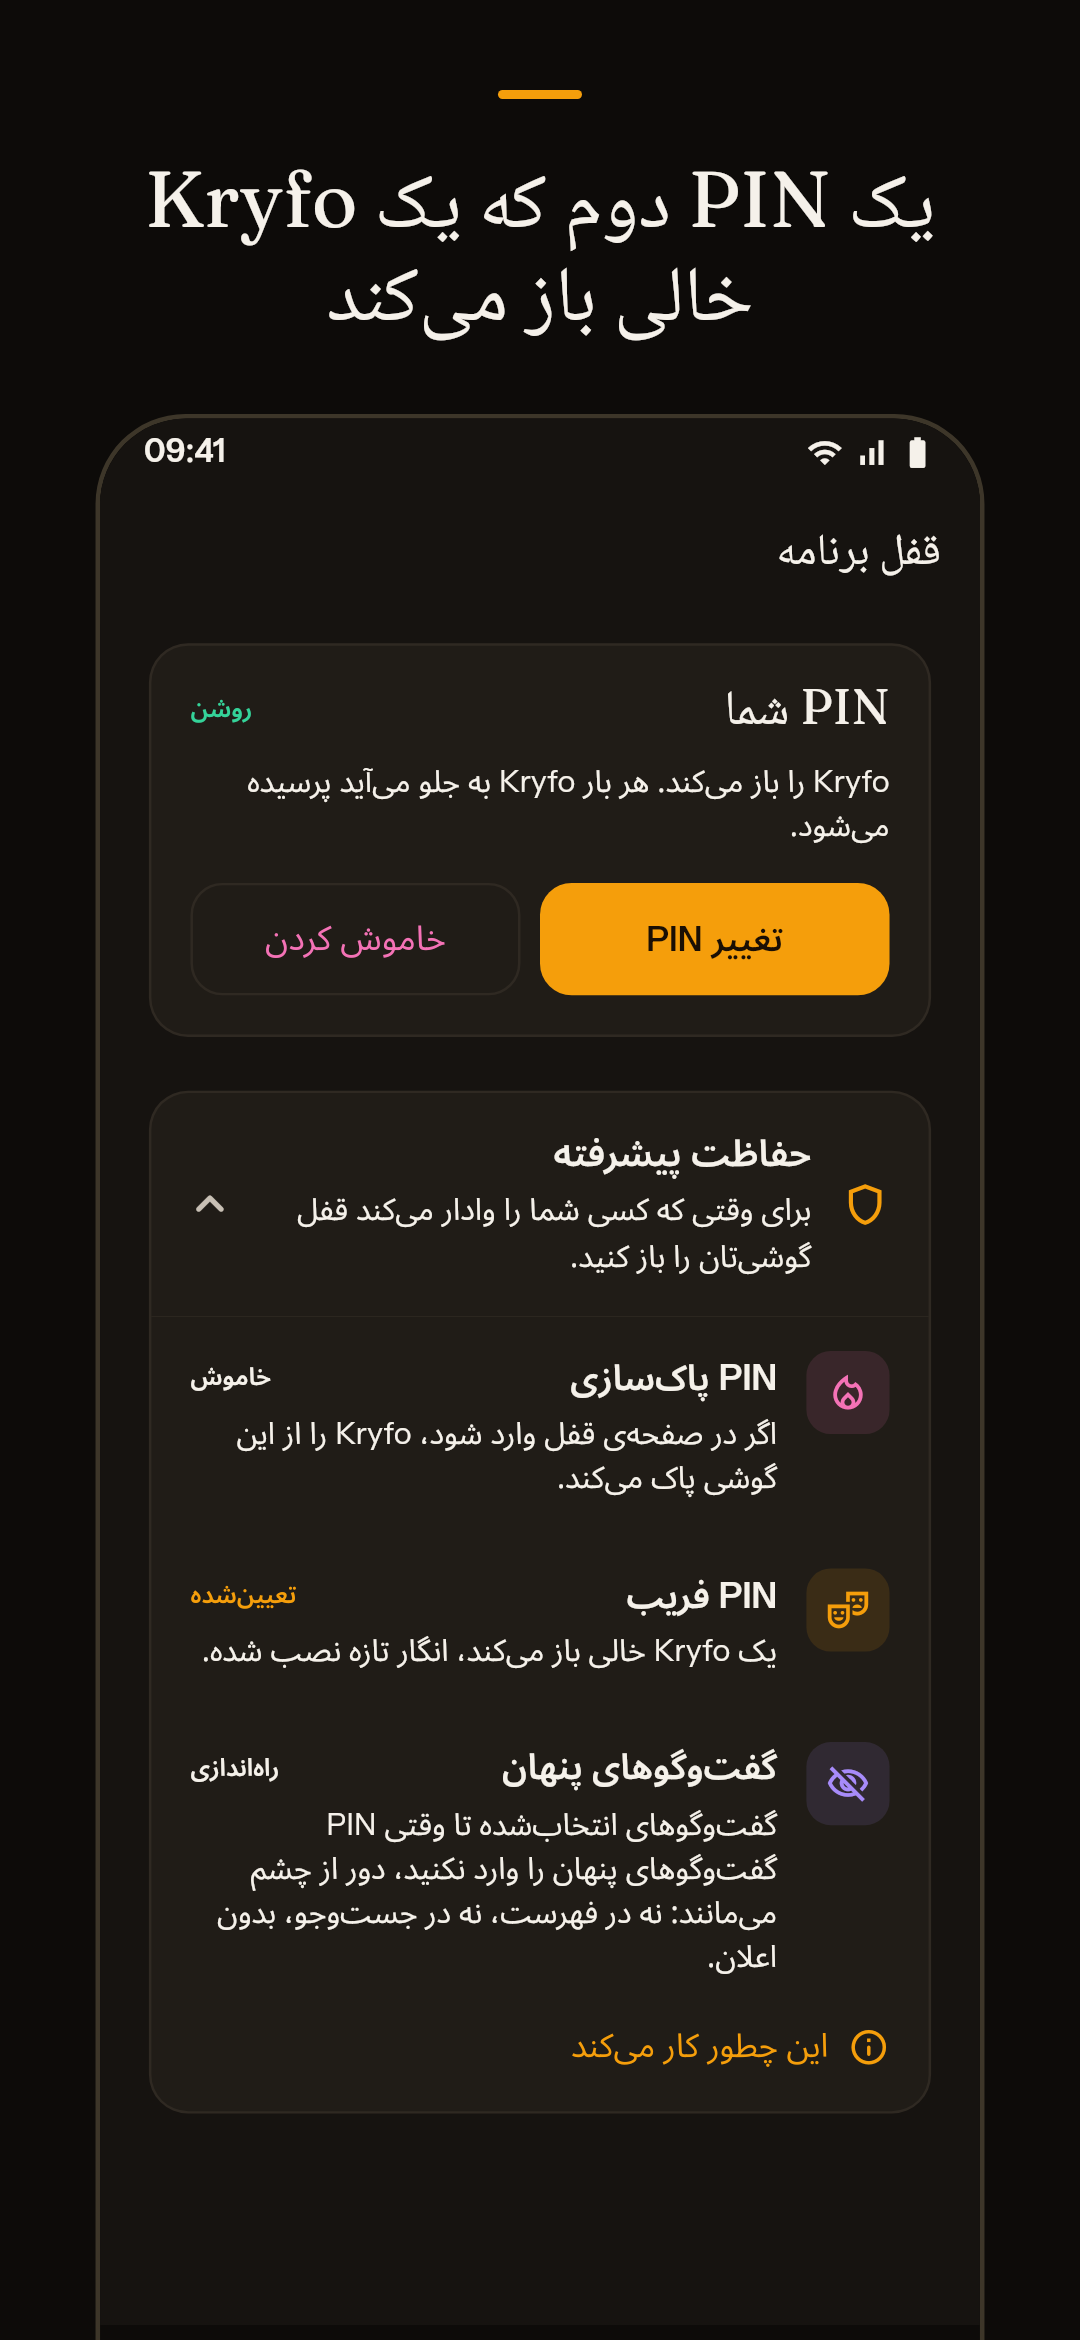 یک PIN دوم که یک Kryfo
خالی باز می‌کند
09:41
قفل برنامه
PIN شما
روشن
Kryfo را باز می‌کند. هر بار Kryfo به جلو می‌آید پرسیده
می‌شود.
تغییر PIN
خاموش کردن
حفاظت پیشرفته
برای وقتی که کسی شما را وادار می‌کند قفل
گوشی‌تان را باز کنید.
PIN پاک‌سازی
خاموش
اگر در صفحه‌ی قفل وارد شود، Kryfo را از این
گوشی پاک می‌کند.
PIN فریب
تعیین‌شده
یک Kryfo خالی باز می‌کند، انگار تازه نصب شده.
گفت‌وگوهای پنهان
راه‌اندازی
گفت‌وگوهای انتخاب‌شده تا وقتی PIN
گفت‌وگوهای پنهان را وارد نکنید، دور از چشم
می‌مانند: نه در فهرست، نه در جست‌وجو، بدون
اعلان.
این چطور کار می‌کند